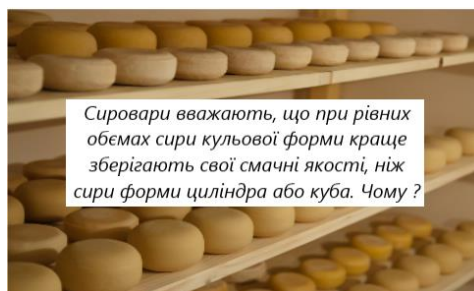 Сировари вважають, що при рівних
обємах сири кульової форми краще
зберігають свої смачні якості, ніж
сири форми циліндра або куба. Чому ?